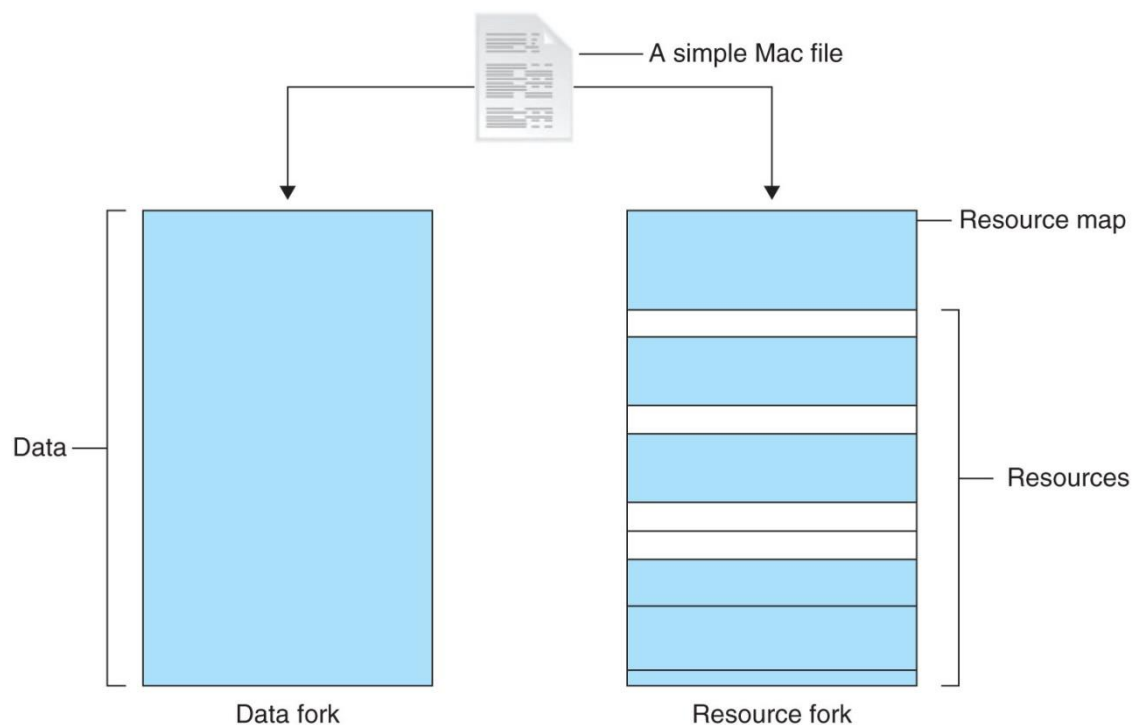 A simple Mac file
Resource map
Data
Resources
Data fork
Resource fork